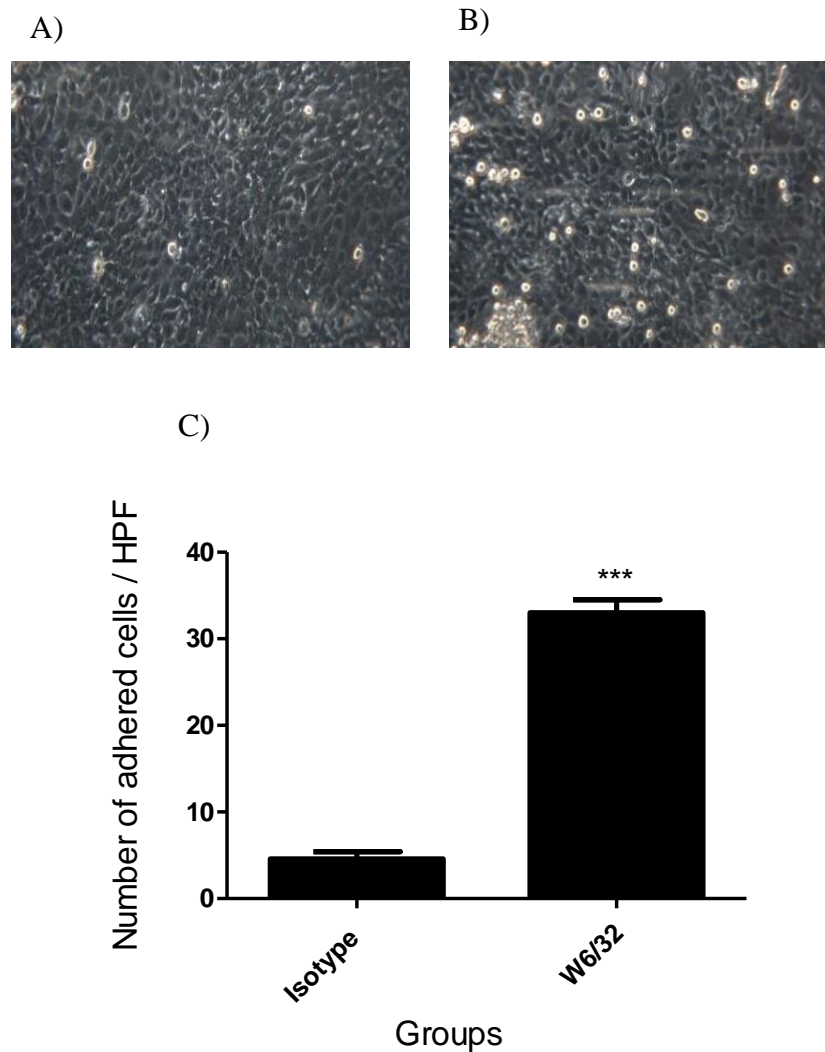 A)
B)
C)
Number of adhered cells / HPF
40
30
20
10
0
***
Isotype
W6/32
Groups